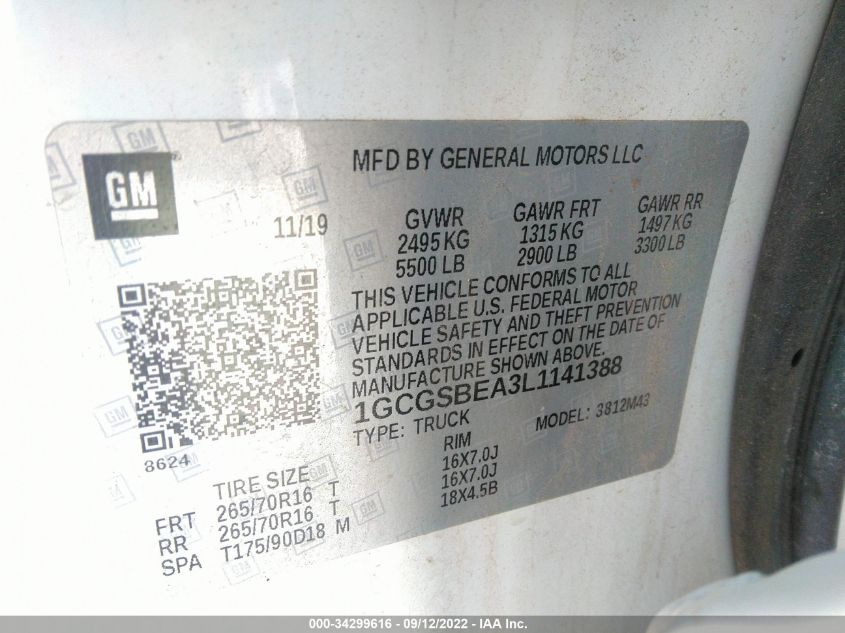 GM
MFD BY GENERAL MOTORS LLC
11/19
GVWR GAWR FRT GAWR RR
2495 KG 1315 KG 1497 KG
5500 LB 2900 LB 3300 LB
THIS VEHICLE CONFORMS TO ALL
APPLICABLE U.S. FEDERAL MOTOR
VEHICLE SAFETY AND THEFT PREVENTION
STANDARDS IN EFFECT ON THE DATE OF
MANUFACTURE SHOWN ABOVE.
1GCGSBEA3L1141388
TYPE: TRUCK MODEL: 3812M43
8624
TIRE SIZE RIM
FRT 265/70R16 T 16X7.0J
RR 265/70R16 T 16X7.0J
SPA T175/90D18 M 18X4.5B
000-34299616 - 09/12/2022 - IAA Inc.